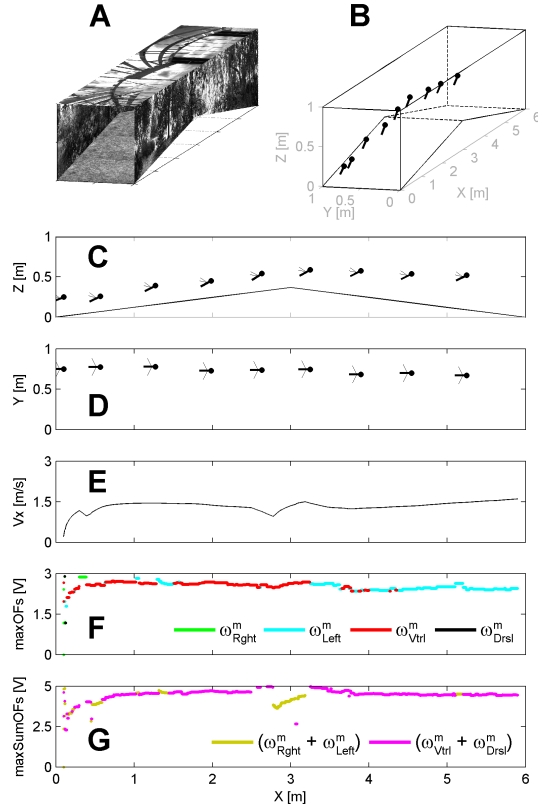 A
B
1
0.5
0
Z [m]
1
0.5
0
Y [m]
0
1
2
3
4
5
6
X [m]
C
1
0.5
0
Z [m]
D
1
0.5
0
Y [m]
E
3
1.5
0
Vx [m/s]
F
3
1.5
0
maxOFs [V]
ω^m_Rght ω^m_Left ω^m_Vtrl ω^m_Drsl
G
5
2.5
0
maxSumOFs [V]
(ω^m_Rght + ω^m_Left) (ω^m_Vtrl + ω^m_Drsl)
0 1 2 3 4 5 6
X [m]